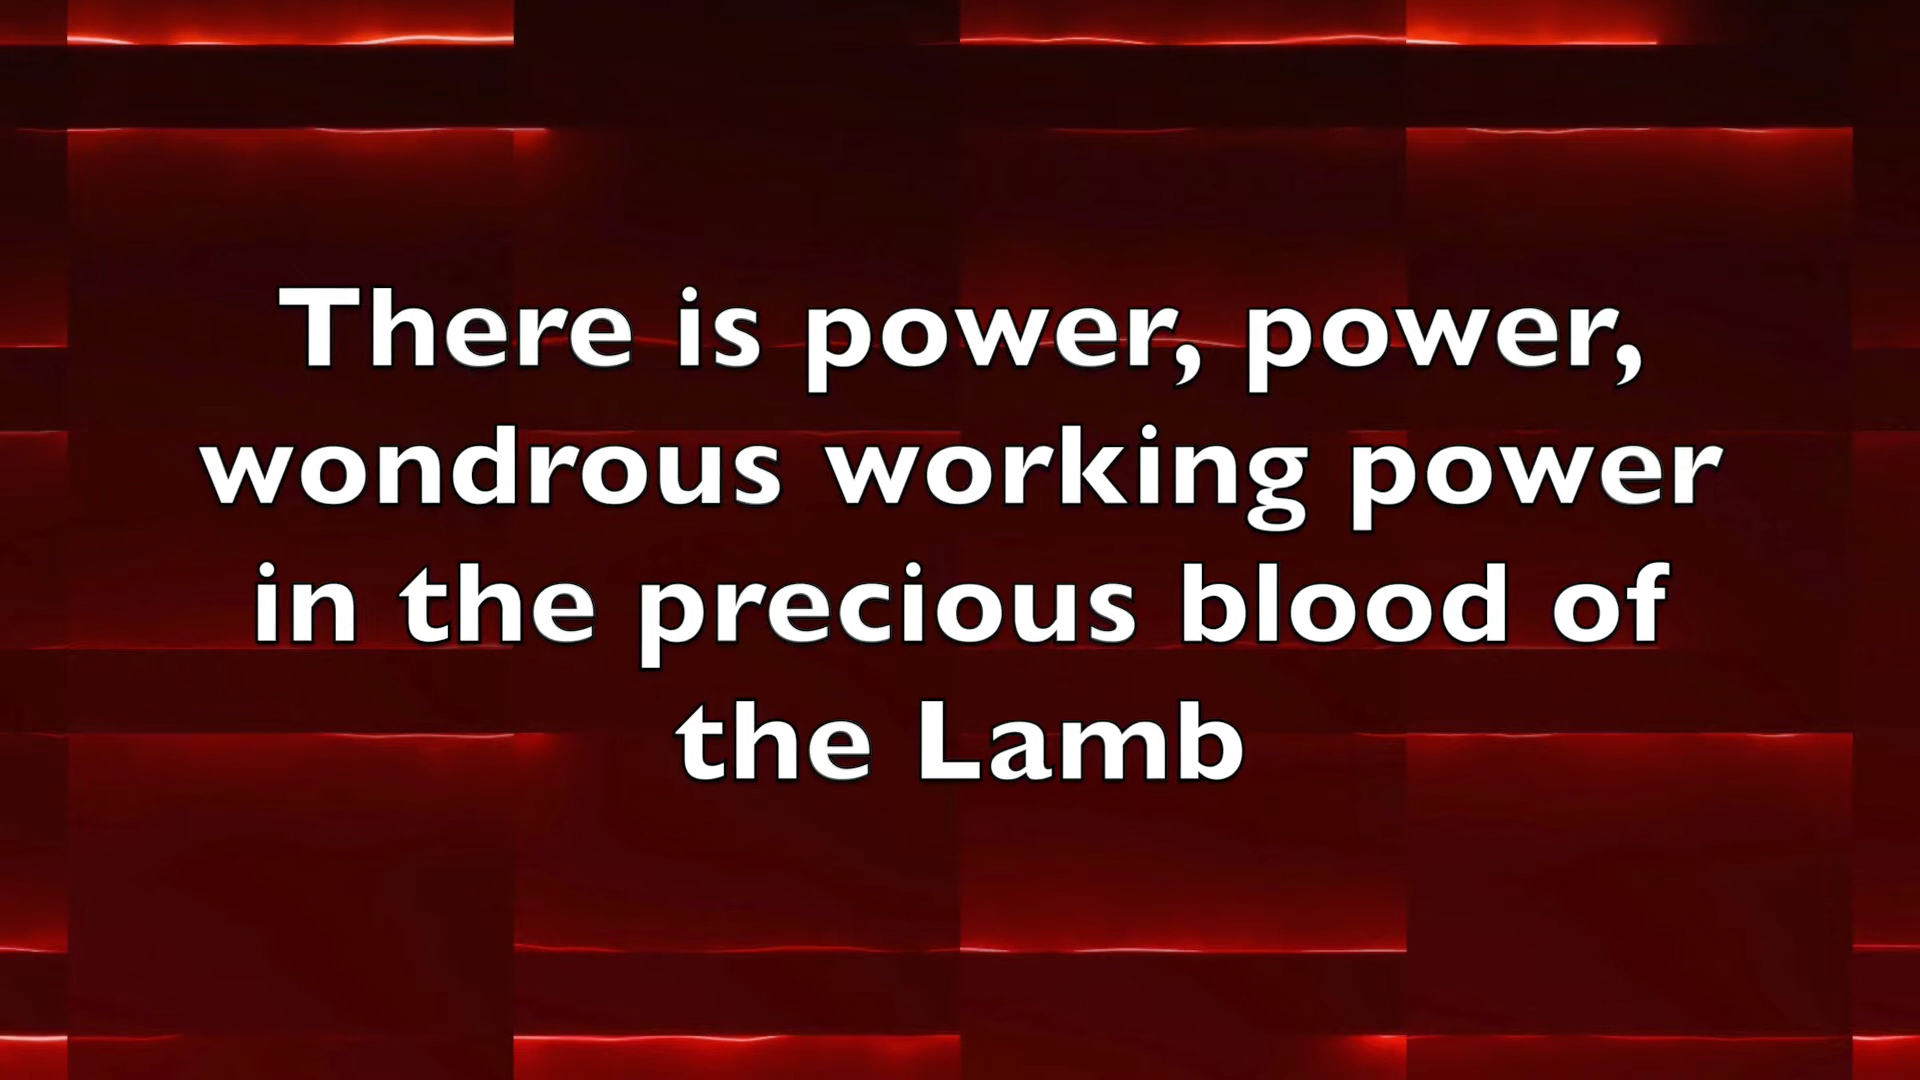 There is power, power,
wondrous working power
in the precious blood of
the Lamb